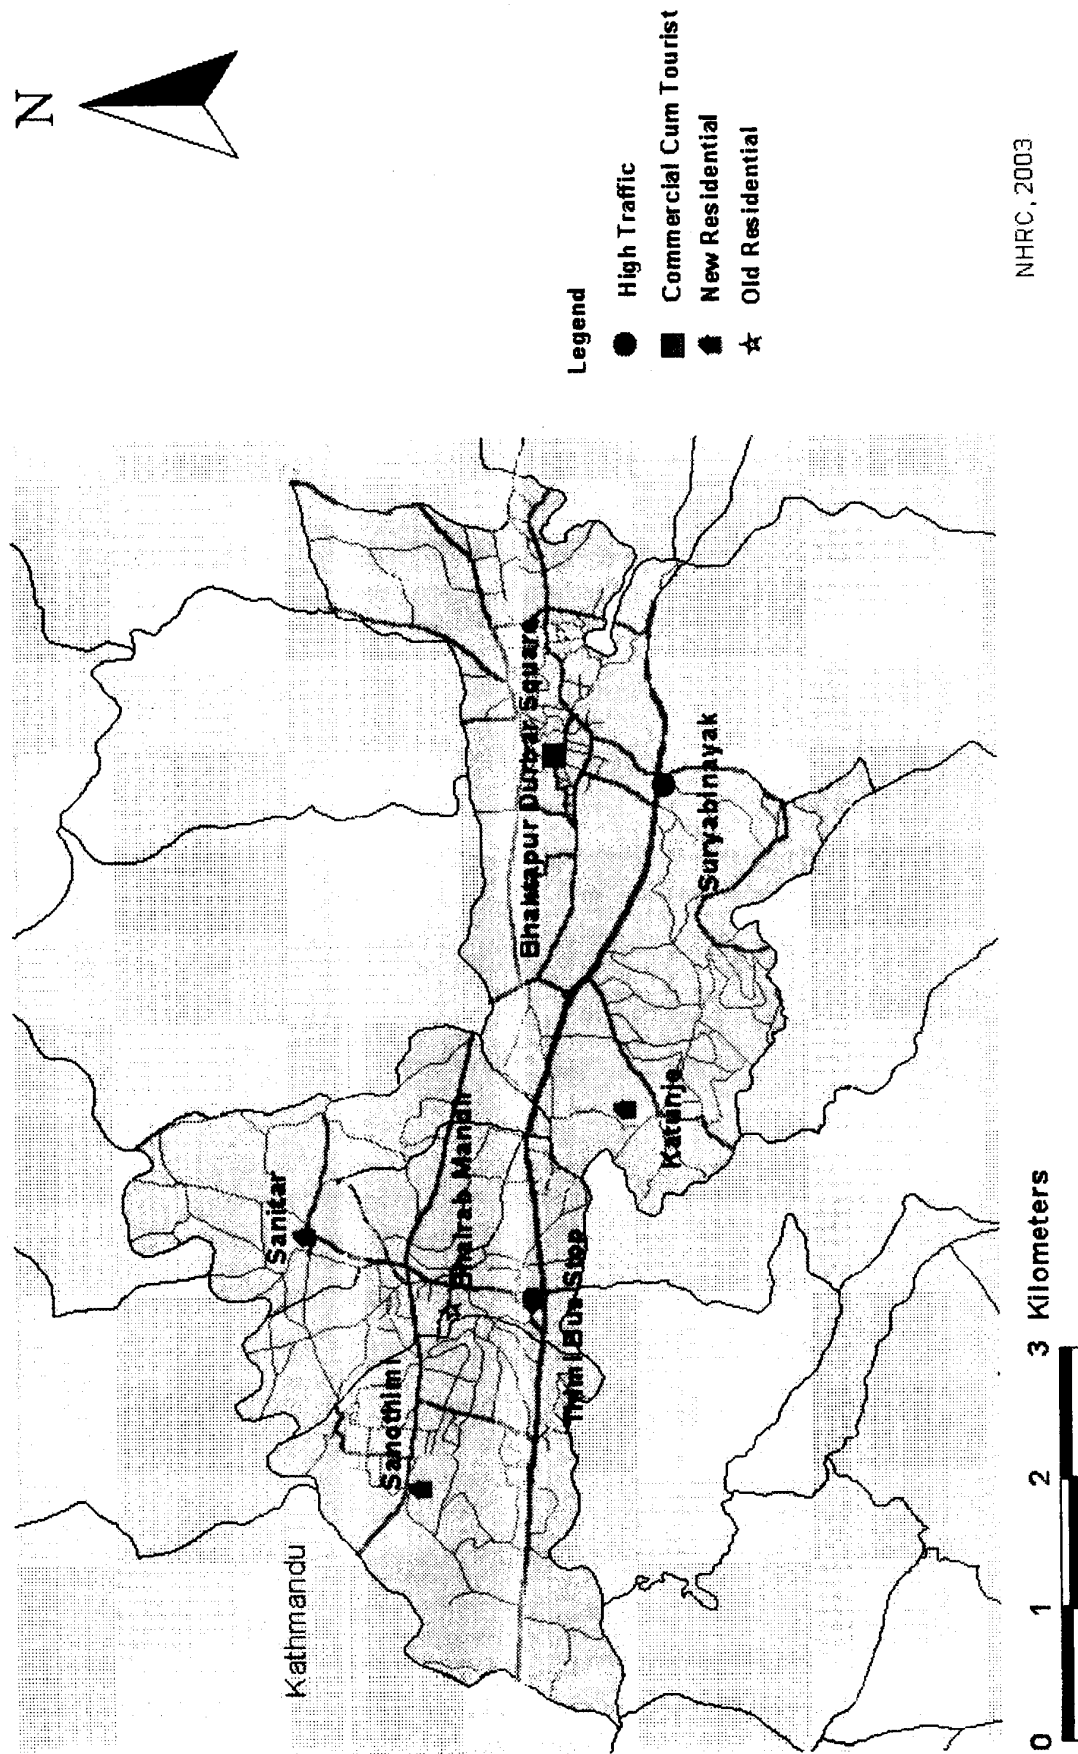 N
Legend
High Traffic
Commercial Cum Tourist
New Residential
Old Residential
NHRC, 2003
Kathmandu
Sanitar
Sanothimi
Bhairab Mandir
Thimi Bus Stop
Katunje
Bhaktapur Durbar Square
Suryabinayak
0 1 2 3 Kilometers